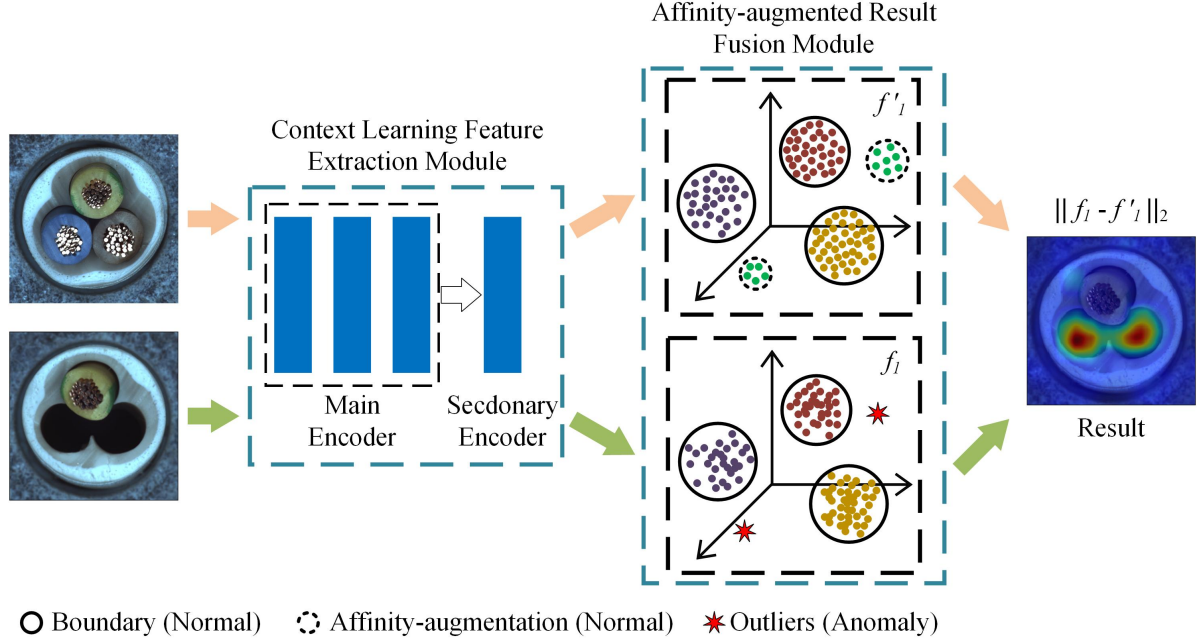 Affinity-augmented Result
Fusion Module
Context Learning Feature
Extraction Module
f'1
|| f1 - f'1 ||2
f1
Main
Encoder
Secdonary
Encoder
Result
Boundary (Normal)
Affinity-augmentation (Normal)
Outliers (Anomaly)